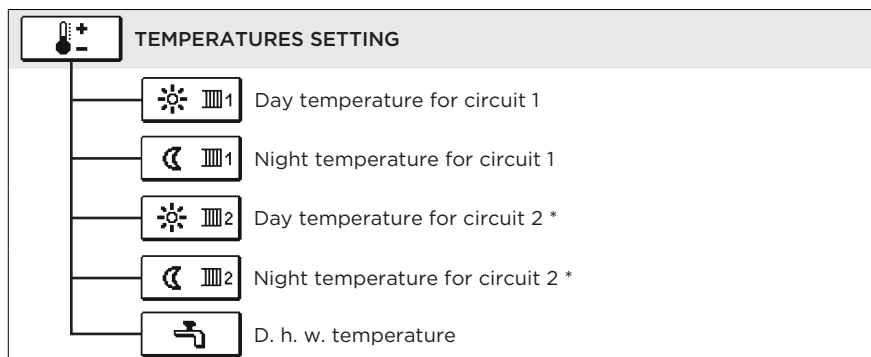 TEMPERATURES SETTING
1 Day temperature for circuit 1
1 Night temperature for circuit 1
2 Day temperature for circuit 2 *
2 Night temperature for circuit 2 *
D. h. w. temperature